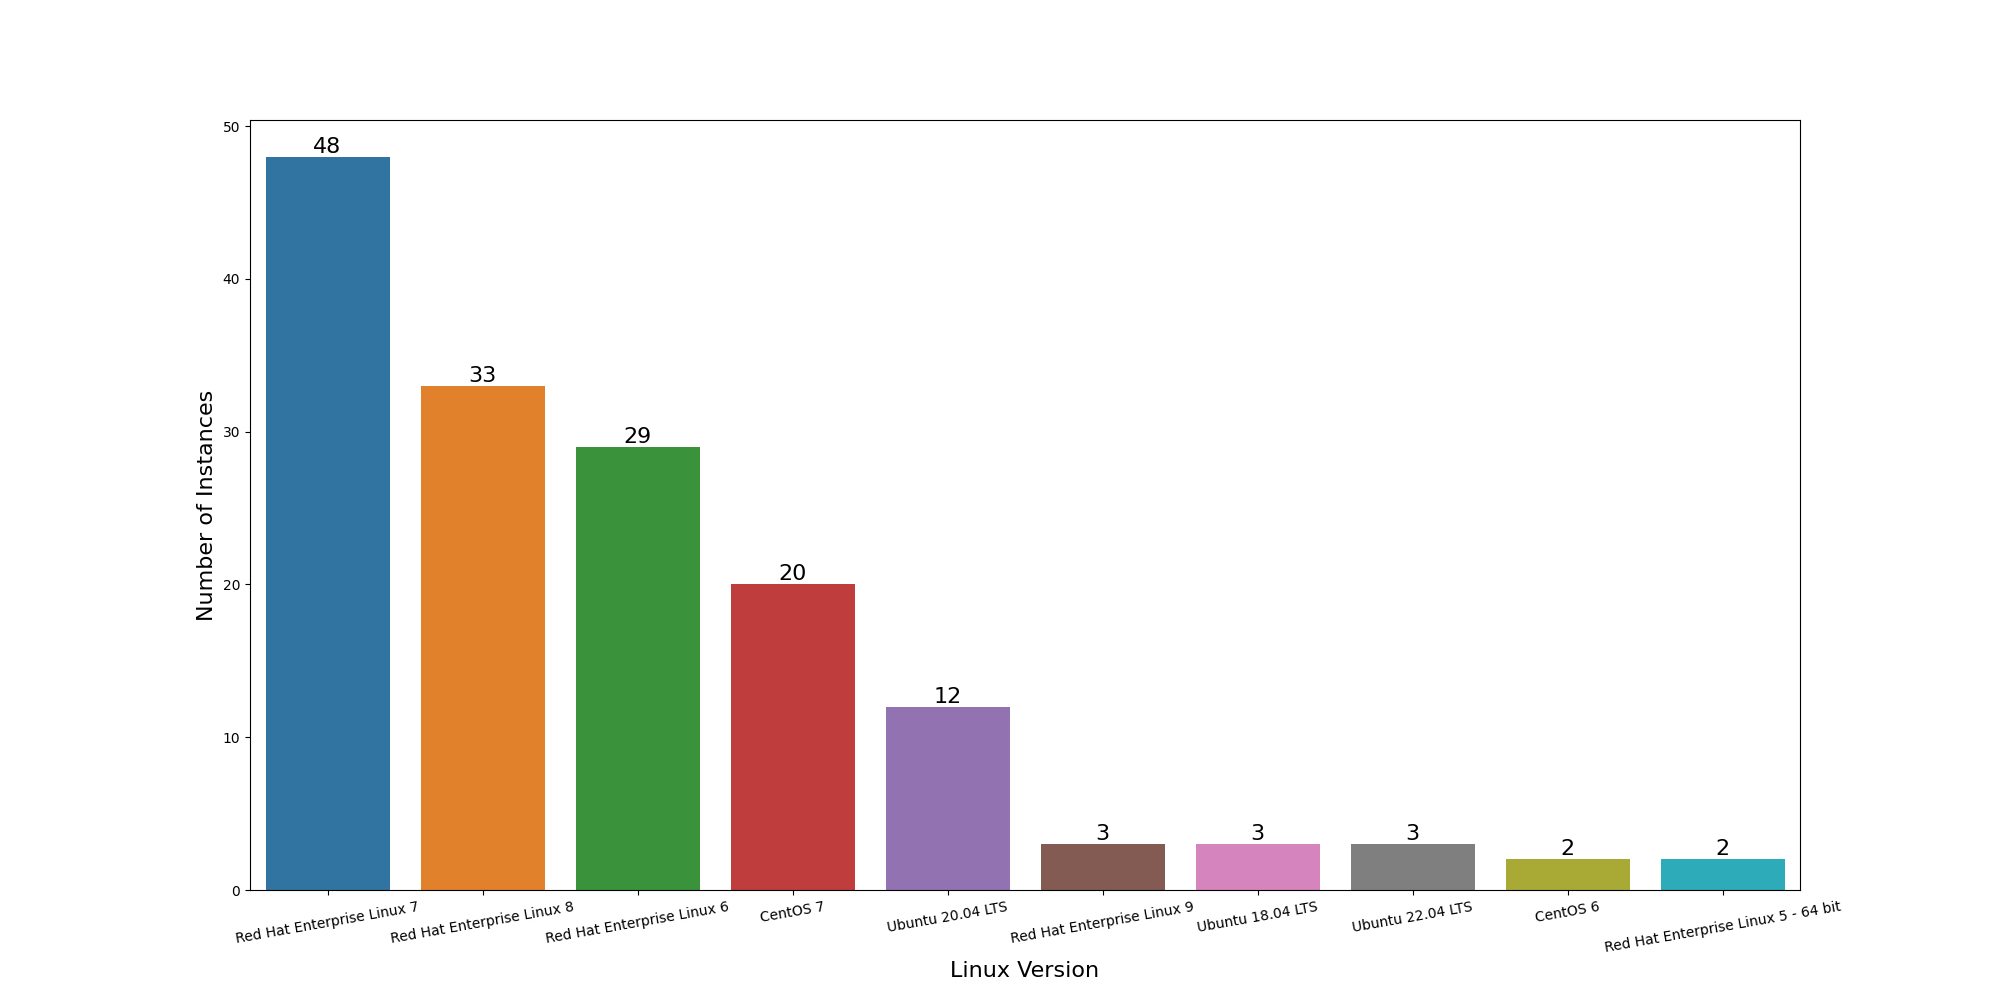 50
40
30
20
10
0
Number of Instances
48
33
29
20
12
3
3
3
2
2
Red Hat Enterprise Linux 7
Red Hat Enterprise Linux 8
Red Hat Enterprise Linux 6
CentOS 7
Ubuntu 20.04 LTS
Red Hat Enterprise Linux 9
Ubuntu 18.04 LTS
Ubuntu 22.04 LTS
CentOS 6
Red Hat Enterprise Linux 5 - 64 bit
Linux Version